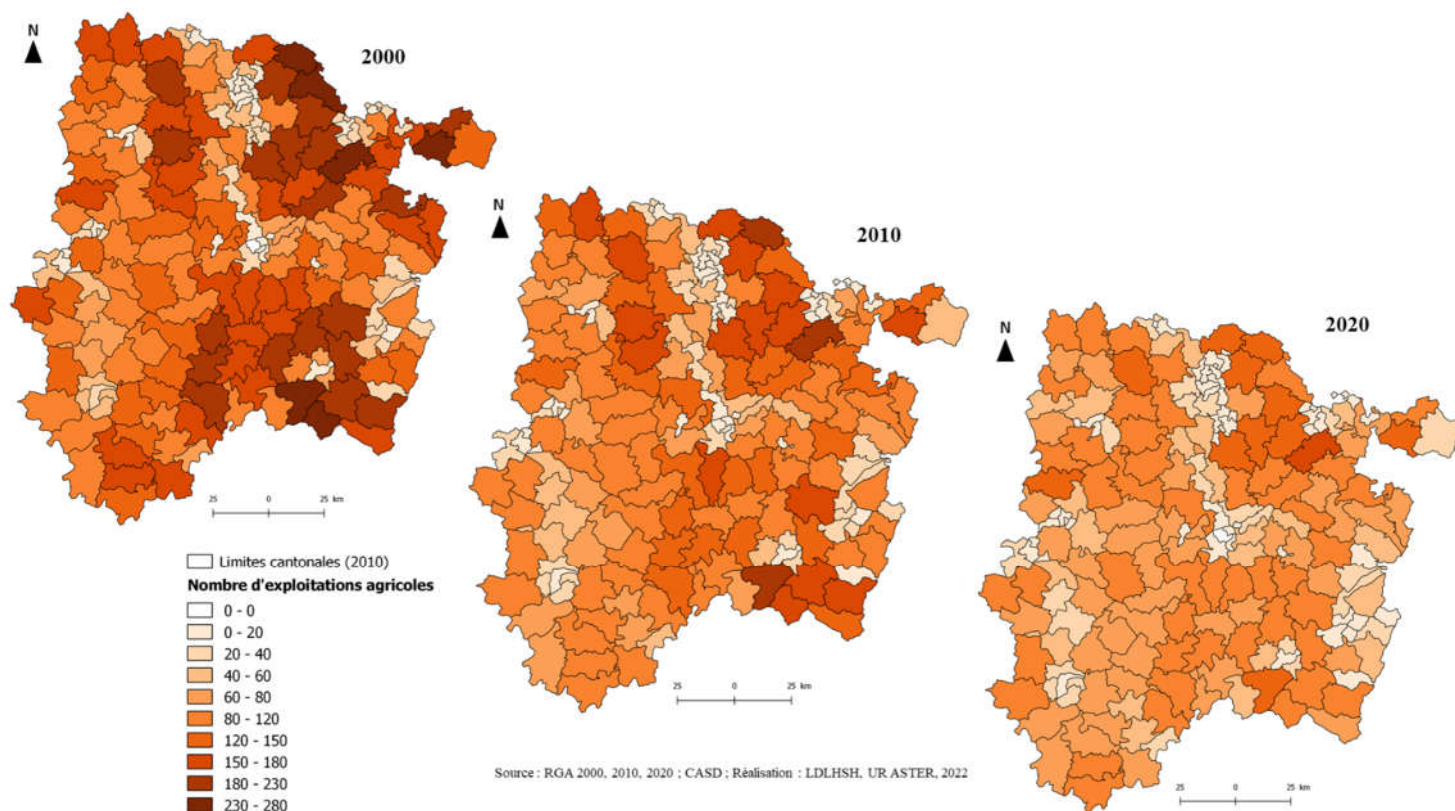 N
2000
N
2010
N
2020
25 0 25 km
Limites cantonales (2010)
Nombre d'exploitations agricoles
0 - 0
0 - 20
20 - 40
40 - 60
60 - 80
80 - 120
120 - 150
150 - 180
180 - 230
230 - 280
25 0 25 km
Source : RGA 2000, 2010, 2020 ; CASD ; Réalisation : LDLHSH, UR ASTER, 2022
25 0 25 km